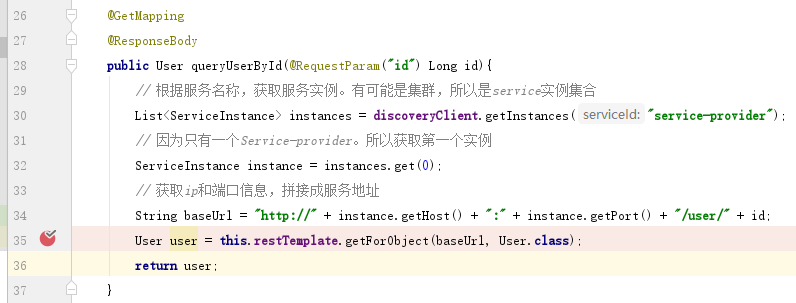 26 @GetMapping
27 @ResponseBody
28 public User queryUserById(@RequestParam("id") Long id){
29 // 根据服务名称，获取服务实例。有可能是集群，所以是service实例集合
30 List<ServiceInstance> instances = discoveryClient.getInstances( serviceId: "service-provider");
31 // 因为只有一个Service-provider。所以获取第一个实例
32 ServiceInstance instance = instances.get(0);
33 // 获取ip和端口信息，拼接成服务地址
34 String baseUrl = "http://" + instance.getHost() + ":" + instance.getPort() + "/user/" + id;
35 User user = this.restTemplate.getForObject(baseUrl, User.class);
36 return user;
37 }